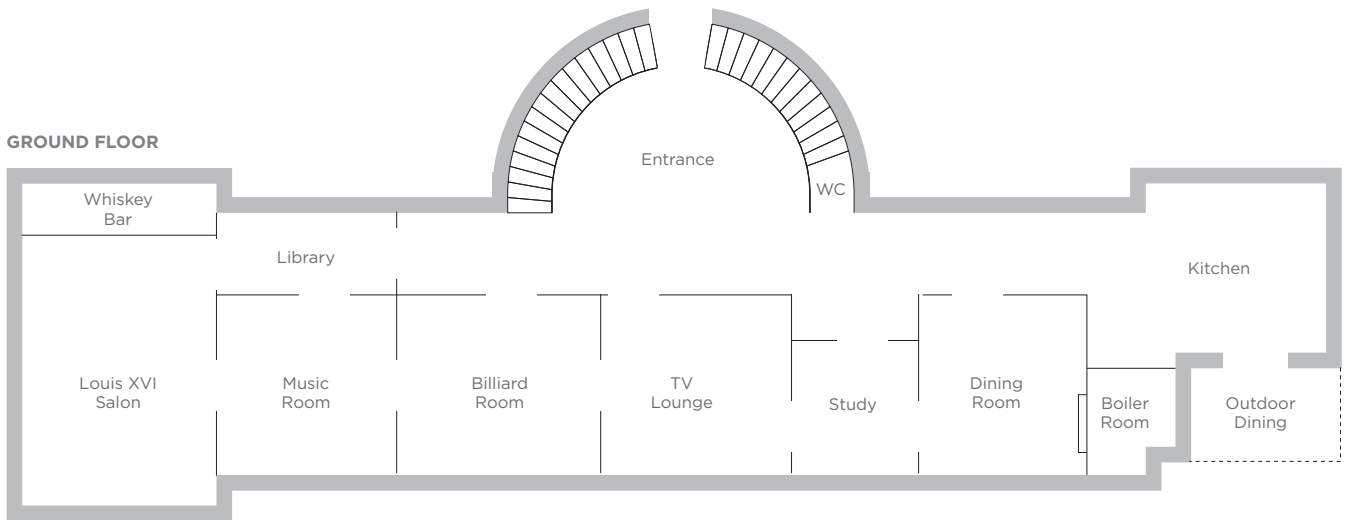 GROUND FLOOR
Entrance
WC
Whiskey
Bar
Library
Kitchen
Louis XVI
Salon
Music
Room
Billiard
Room
TV
Lounge
Study
Dining
Room
Boiler
Room
Outdoor
Dining